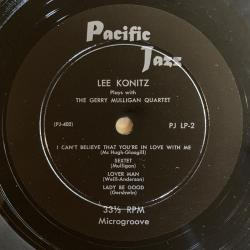 Pacific
Jazz
LEE KONITZ
Plays with
THE GERRY MULLIGAN QUARTET
(PJ-402) PJ LP-2
I CAN'T BELIEVE THAT YOU'RE IN LOVE WITH ME
(Mc Hugh-Gaagill)
SEXTET
(Mulligan)
LOVER MAN
(Weill-Anderson)
LADY BE GOOD
(Gershwin)
33⅓ RPM
Microgroove